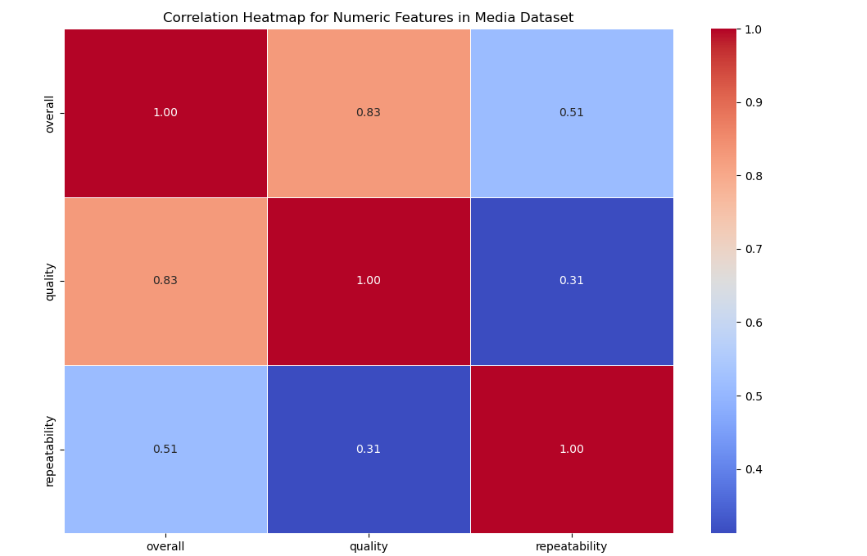 Correlation Heatmap for Numeric Features in Media Dataset
overall
1.00
0.83
0.51
quality
0.83
1.00
0.31
repeatability
0.51
0.31
1.00
overall
quality
repeatability
1.0
0.9
0.8
0.7
0.6
0.5
0.4